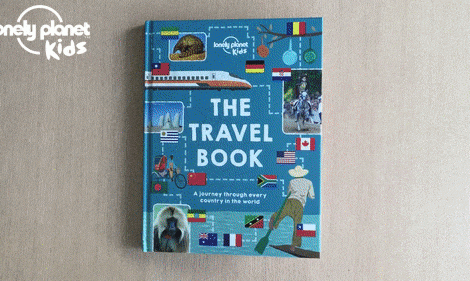 lonely planet
Kids
lonely planet
Kids
THE
TRAVEL
BOOK
A journey through every
country in the world